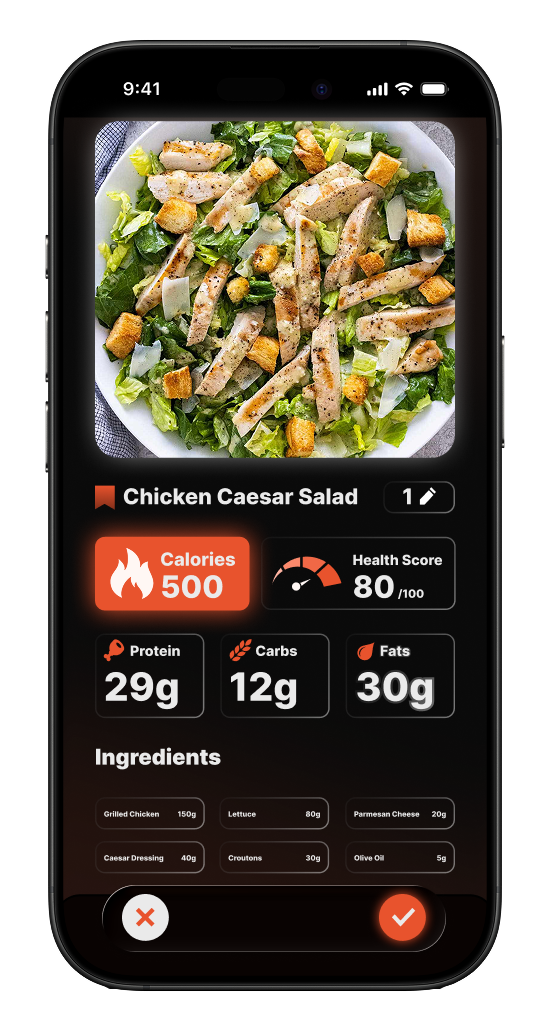 9:41
Chicken Caesar Salad 1
Calories
500
Health Score
80 /100
Protein
29g
Carbs
12g
Fats
30g
Ingredients
Grilled Chicken 150g
Lettuce 80g
Parmesan Cheese 20g
Caesar Dressing 40g
Croutons 30g
Olive Oil 5g